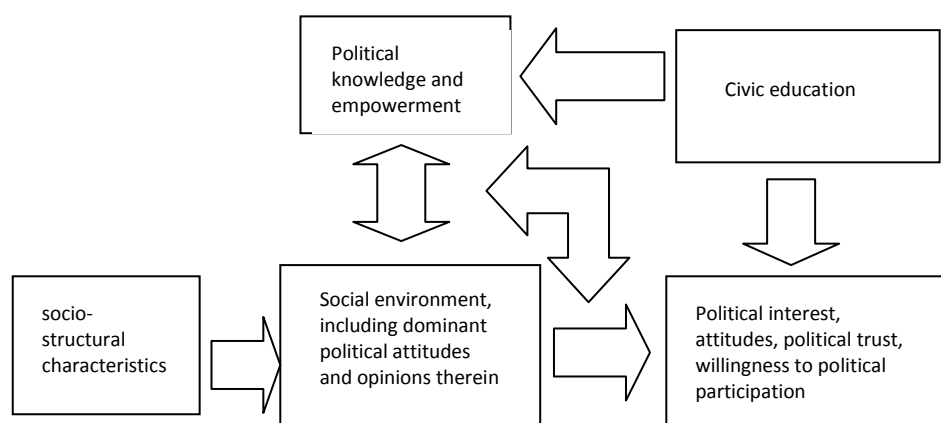 Political
knowledge and
empowerment
Civic education
socio-
structural
characteristics
Social environment,
including dominant
political attitudes
and opinions therein
Political interest,
attitudes, political trust,
willingness to political
participation